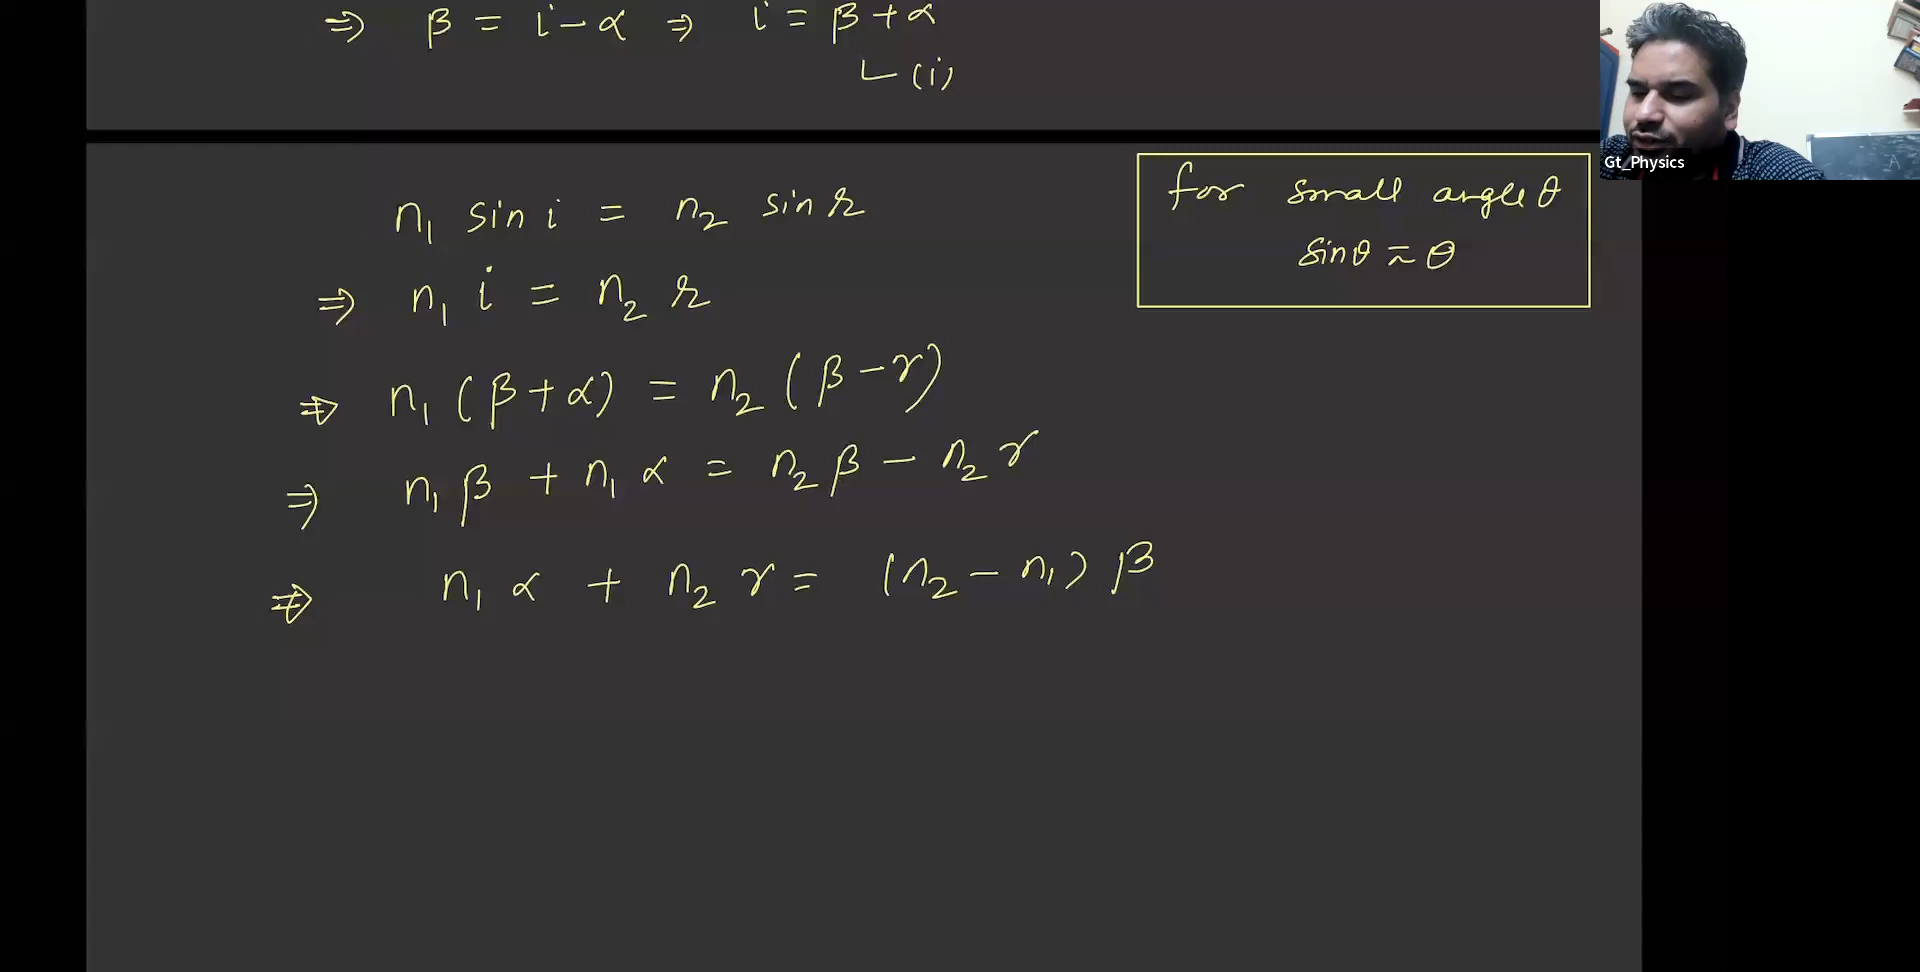 ⇒ β = i - α ⇒ i = β + α
(i)
n₁ sin i = n₂ sin r
⇒ n₁ i = n₂ r
⇒ n₁ (β + α) = n₂ (β - γ)
⇒ n₁ β + n₁ α = n₂ β - n₂ γ
⇒ n₁ α + n₂ γ = (n₂ - n₁) β
for small angle θ
sinθ ≈ θ
Gt_Physics